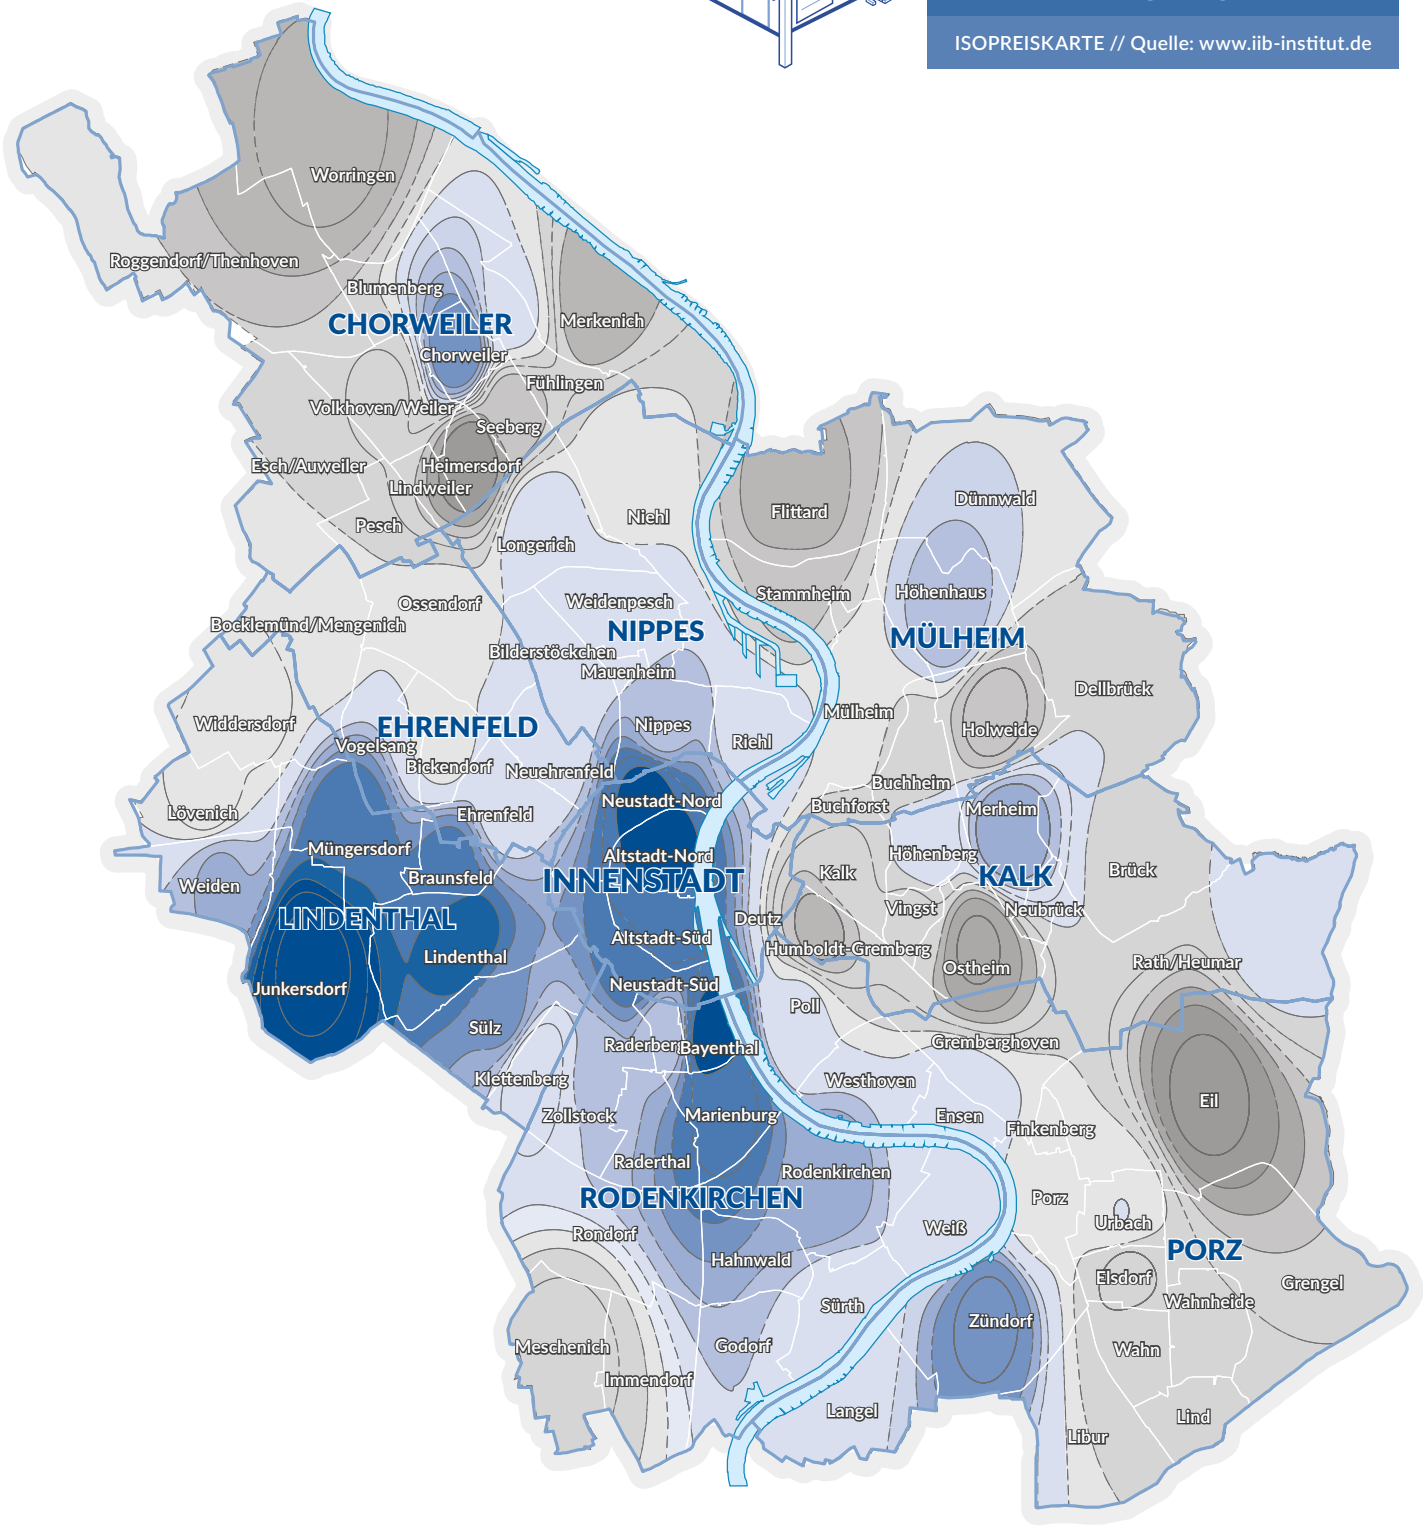 ISOPREISKARTE // Quelle: www.iib-institut.de
Worringen
Roggendorf/Thenhoven
Blumenberg
CHORWEILER
Merkenich
Chorweiler
Fühlingen
Volkhoven/Weiler
Seeberg
Esch/Auweiler
Heimersdorf
Lindweiler
Pesch
Niehl
Flittard
Dünnwald
Longerich
Stammheim
Höhenhaus
Ossendorf
Weidenpesch
Bocklemünd/Mengenich
NIPPES
MÜLHEIM
Bilderstöckchen
Mauenheim
Dellbrück
Widdersdorf
EHRENFELD
Nippes
Mülheim
Holweide
Vogelsang
Riehl
Bickendorf
Neuehrenfeld
Buchheim
Lövenich
Ehrenfeld
Neustadt-Nord
Buchforst
Merheim
Müngersdorf
Altstadt-Nord
Höhenberg
Weiden
Braunsfeld
INNENSTADT
Kalk
KALK
Brück
LINDENTHAL
Deutz
Vingst
Neubrück
Altstadt-Süd
Humboldt-Gremberg
Lindenthal
Ostheim
Rath/Heumar
Junkersdorf
Neustadt-Süd
Poll
Sülz
Raderberg
Bayenthal
Gremberghoven
Klettenberg
Westhoven
Eil
Zollstock
Marienburg
Ensen
Finkenberg
Raderthal
Rodenkirchen
RODENKIRCHEN
Porz
Rondorf
Weiß
Urbach
Hahnwald
PORZ
Elsdorf
Grengel
Sürth
Wahnheide
Zündorf
Meschenich
Godorf
Wahn
Immendorf
Langel
Lind
Libur